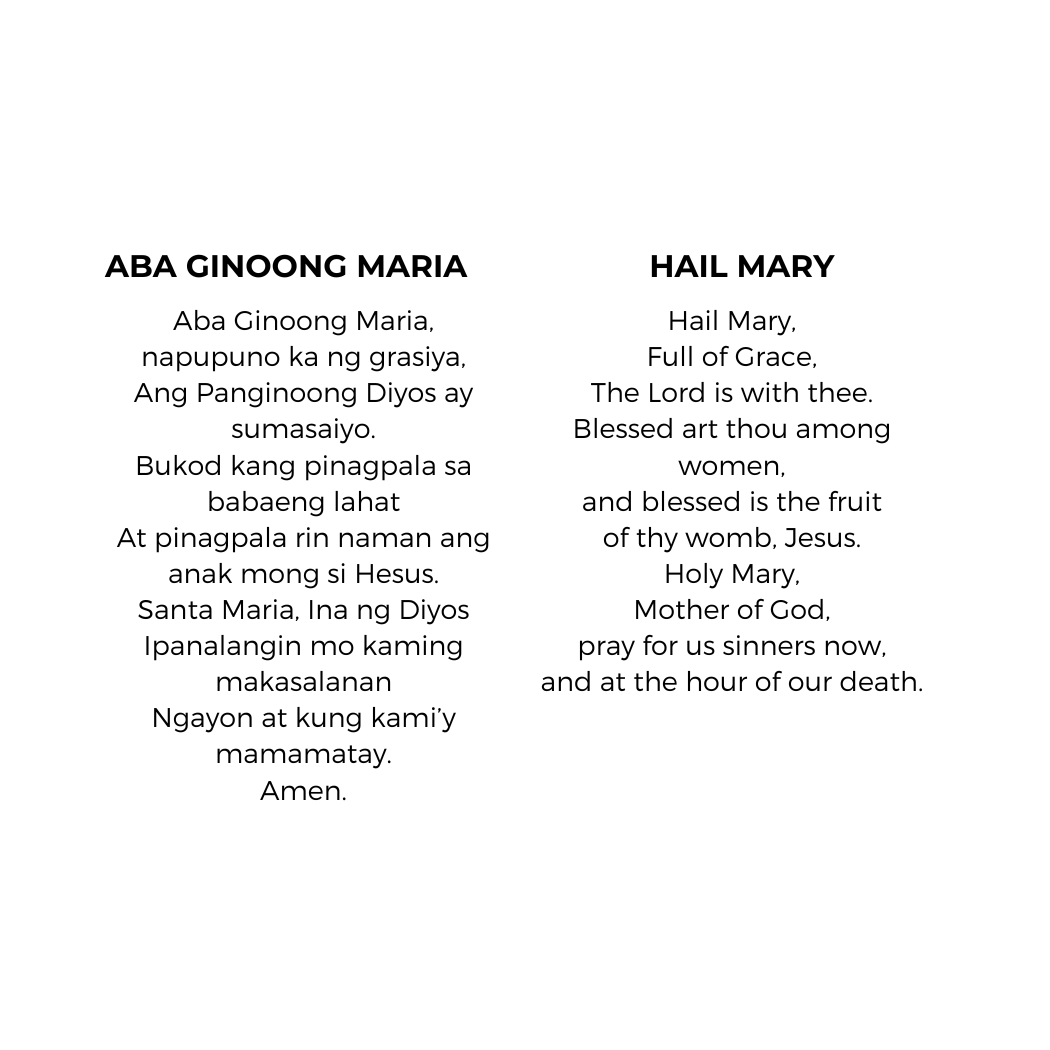 ABA GINOONG MARIA
Aba Ginoong Maria,
napupuno ka ng grasiya,
Ang Panginoong Diyos ay
sumasaiyo.
Bukod kang pinagpala sa
babaeng lahat
At pinagpala rin naman ang
anak mong si Hesus.
Santa Maria, Ina ng Diyos
Ipanalangin mo kaming
makasalanan
Ngayon at kung kami’y
mamamatay.
Amen.
HAIL MARY
Hail Mary,
Full of Grace,
The Lord is with thee.
Blessed art thou among
women,
and blessed is the fruit
of thy womb, Jesus.
Holy Mary,
Mother of God,
pray for us sinners now,
and at the hour of our death.